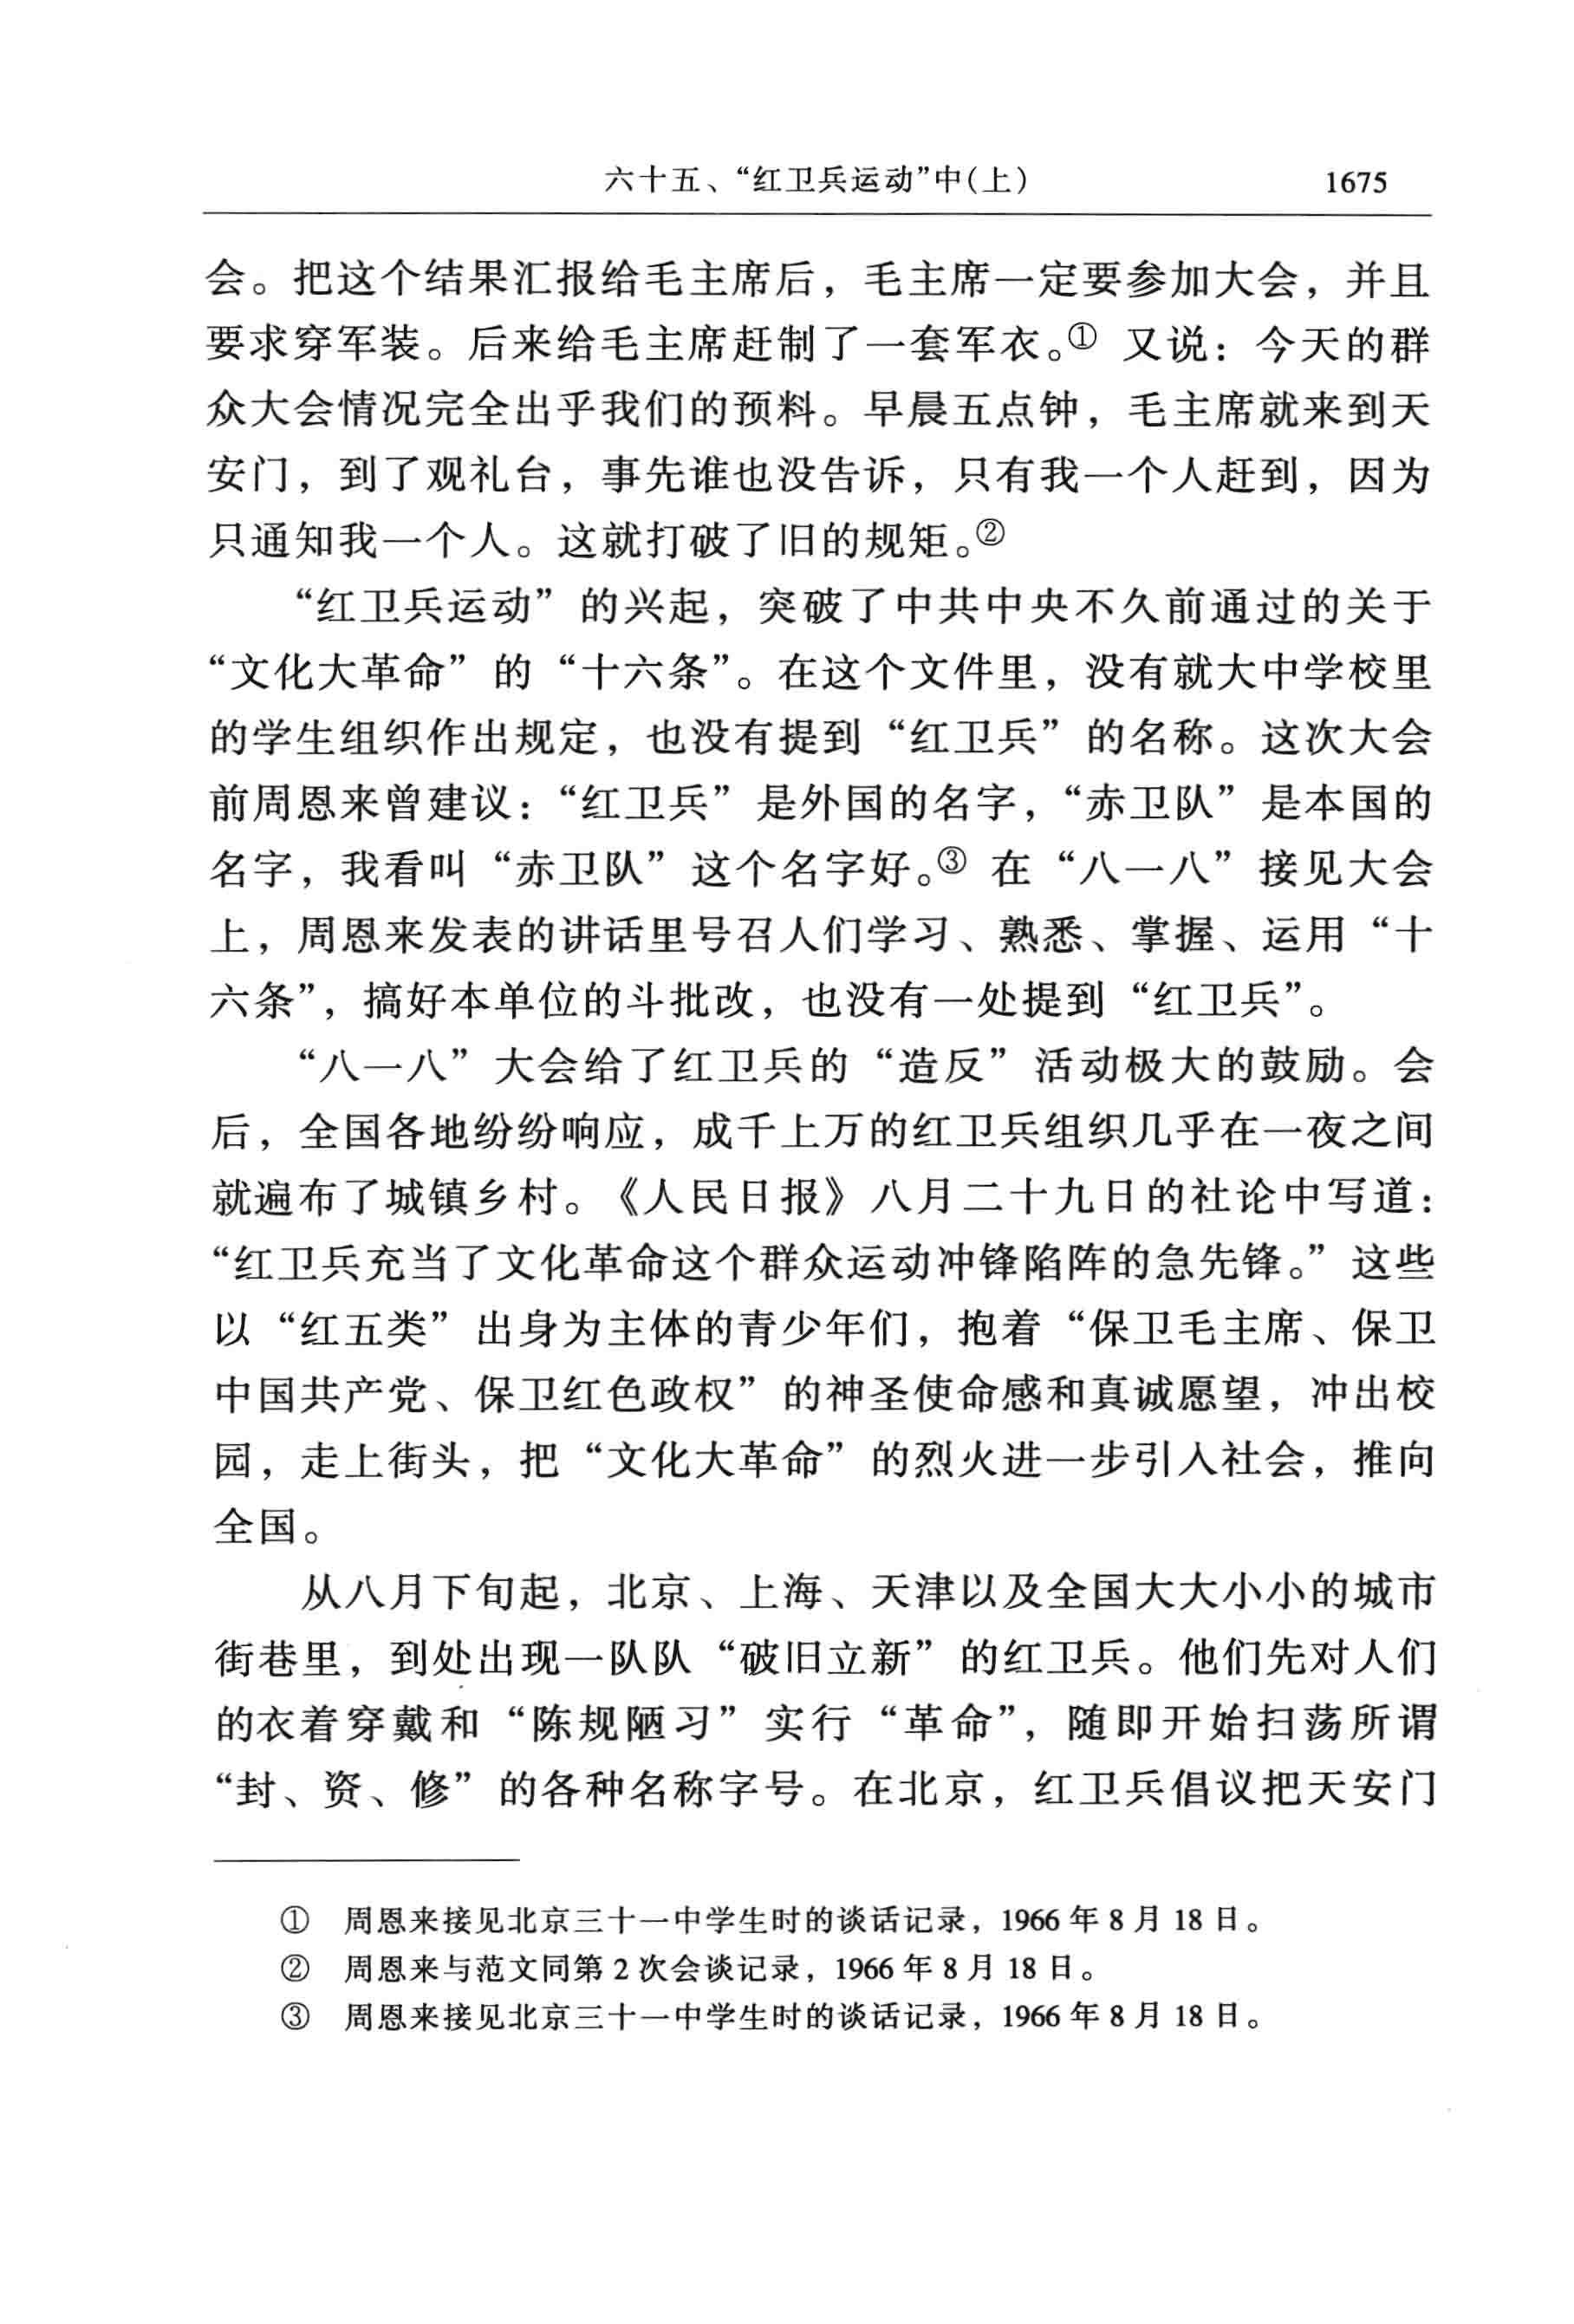 六十五、“红卫兵运动”中(上) 1675
会。把这个结果汇报给毛主席后，毛主席一定要参加大会，并且
要求穿军装。后来给毛主席赶制了一套军衣。① 又说：今天的群
众大会情况完全出乎我们的预料。早晨五点钟，毛主席就来到天
安门，到了观礼台，事先谁也没告诉，只有我一个人赶到，因为
只通知我一个人。这就打破了旧的规矩。②
“红卫兵运动”的兴起，突破了中共中央不久前通过的关于
“文化大革命”的“十六条”。在这个文件里，没有就大中学校里
的学生组织作出规定，也没有提到“红卫兵”的名称。这次大会
前周恩来曾建议：“红卫兵”是外国的名字，“赤卫队”是本国的
名字，我看叫“赤卫队”这个名字好。③ 在“八一八”接见大会
上，周恩来发表的讲话里号召人们学习、熟悉、掌握、运用“十
六条”，搞好本单位的斗批改，也没有一处提到“红卫兵”。
“八一八”大会给了红卫兵的“造反”活动极大的鼓励。会
后，全国各地纷纷响应，成千上万的红卫兵组织几乎在一夜之间
就遍布了城镇乡村。《人民日报》八月二十九日的社论中写道：
“红卫兵充当了文化革命这个群众运动冲锋陷阵的急先锋。”这些
以“红五类”出身为主体的青少年们，抱着“保卫毛主席、保卫
中国共产党、保卫红色政权”的神圣使命感和真诚愿望，冲出校
园，走上街头，把“文化大革命”的烈火进一步引入社会，推向
全国。
从八月下旬起，北京、上海、天津以及全国大大小小的城市
街巷里，到处出现一队队“破旧立新”的红卫兵。他们先对人们
的衣着穿戴和“陈规陋习”实行“革命”，随即开始扫荡所谓
“封、资、修”的各种名称字号。在北京，红卫兵倡议把天安门
① 周恩来接见北京三十一中学生时的谈话记录，1966年8月18日。
② 周恩来与范文同第2次会谈记录，1966年8月18日。
③ 周恩来接见北京三十一中学生时的谈话记录，1966年8月18日。